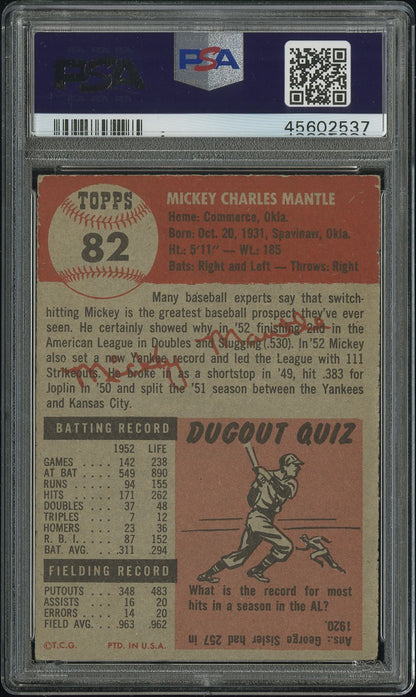 PSA
PSA
45602537
TOPPS
82
MICKEY CHARLES MANTLE
Home: Commerce, Okla.
Born: Oct. 20, 1931, Spavinaw, Okla.
Ht.: 5'11" — Wt.: 185
Bats: Right and Left — Throws: Right
Many baseball experts say that switch-
hitting Mickey is the greatest baseball prospect they've ever
seen. He certainly showed why in '52 finishing 2nd in the
American League in Doubles and Slugging (.530). In '52 Mickey
also set a new Yankee record and led the League with 111
Strikeouts. He broke in as a shortstop in '49, hit .383 for
Joplin in '50 and split the '51 season between the Yankees
and Kansas City.
Mickey Mantle
BATTING RECORD
1952 LIFE
GAMES . . . . 142 238
AT BAT . . . . 549 890
RUNS . . . . 94 155
HITS . . . . 171 262
DOUBLES . . 37 48
TRIPLES . . . 7 12
HOMERS . . . 23 36
R. B. I. . . . . 87 152
BAT. AVG. . . .311 .294
FIELDING RECORD
PUTOUTS . . . 348 483
ASSISTS . . . 16 20
ERRORS . . . 14 20
FIELD AVG. . .963 .962
©T.C.G. PTD. IN U.S.A.
DUGOUT QUIZ
What is the record for most
hits in a season in the AL?
Ans.: George Sisler had 257 in
1920.
PSA
PSA